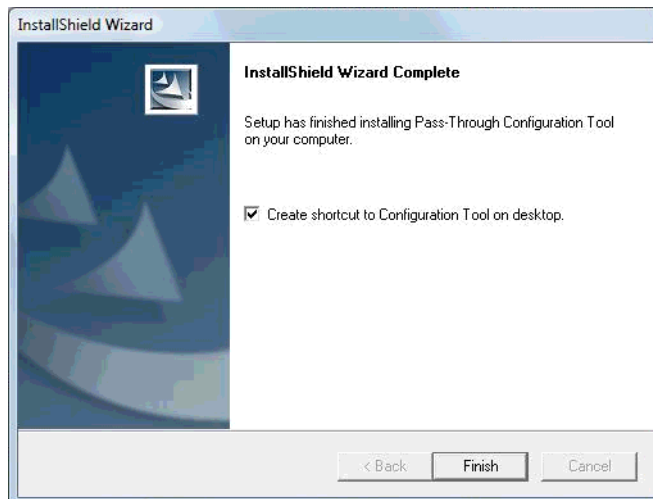 InstallShield Wizard
InstallShield Wizard Complete
Setup has finished installing Pass-Through Configuration Tool
on your computer.
Create shortcut to Configuration Tool on desktop.
< Back
Finish
Cancel